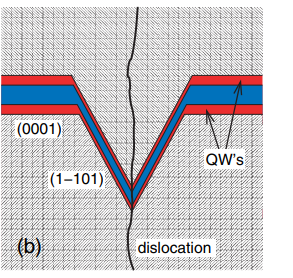 (0001)
QW's
(1–101)
(b)
dislocation